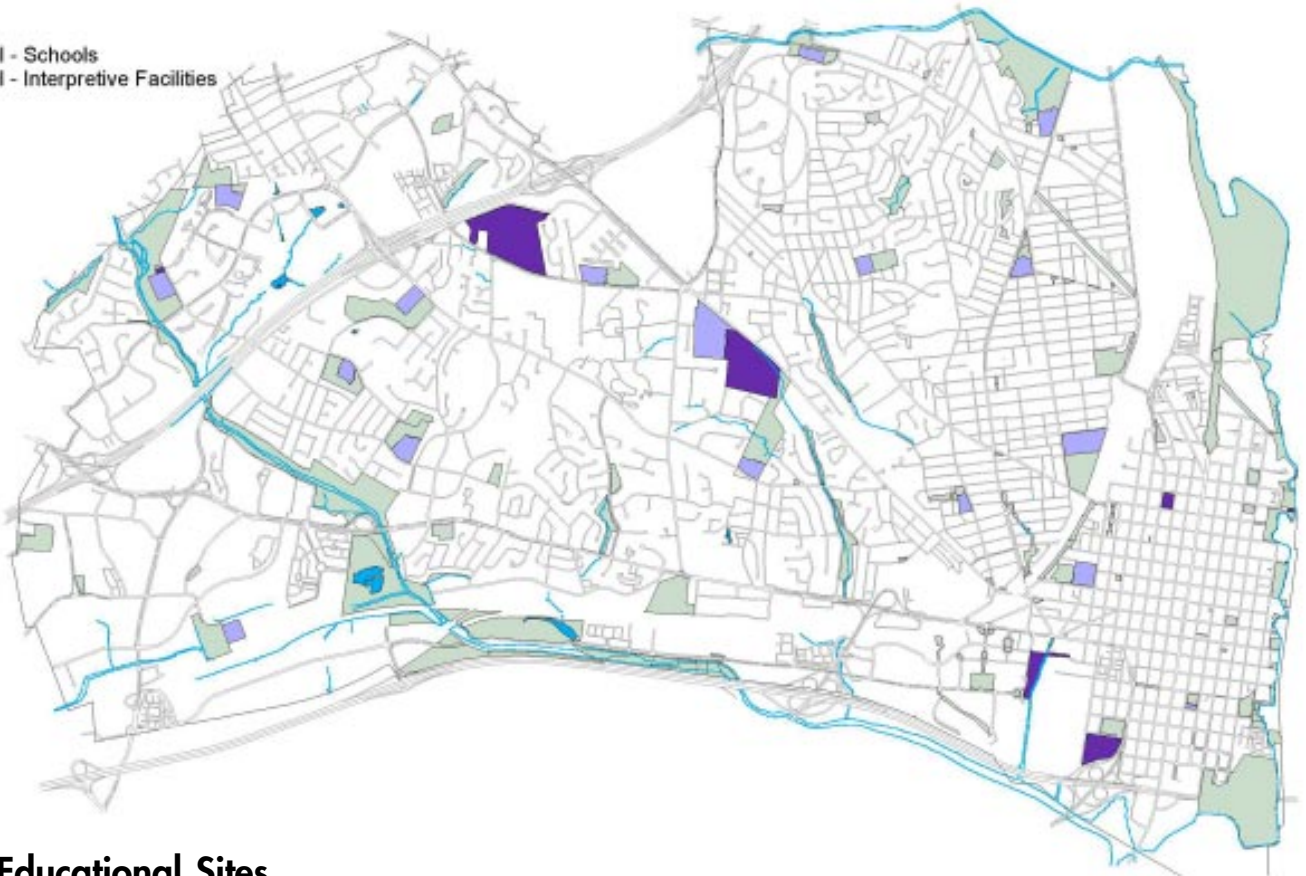 l - Schools
l - Interpretive Facilities
Educational Sites